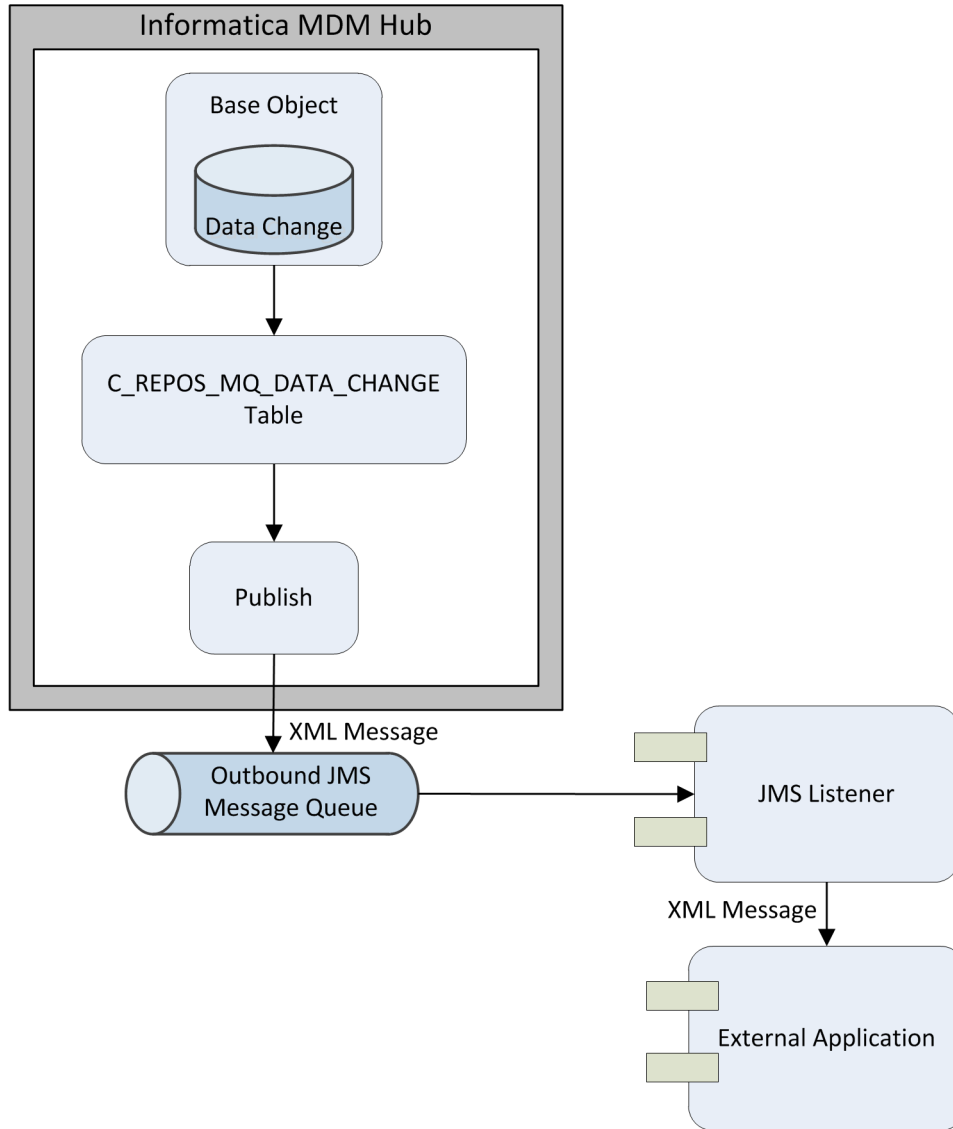 Informatica MDM Hub
Base Object
Data Change
C_REPOS_MQ_DATA_CHANGE
Table
Publish
XML Message
Outbound JMS
Message Queue
JMS Listener
XML Message
External Application